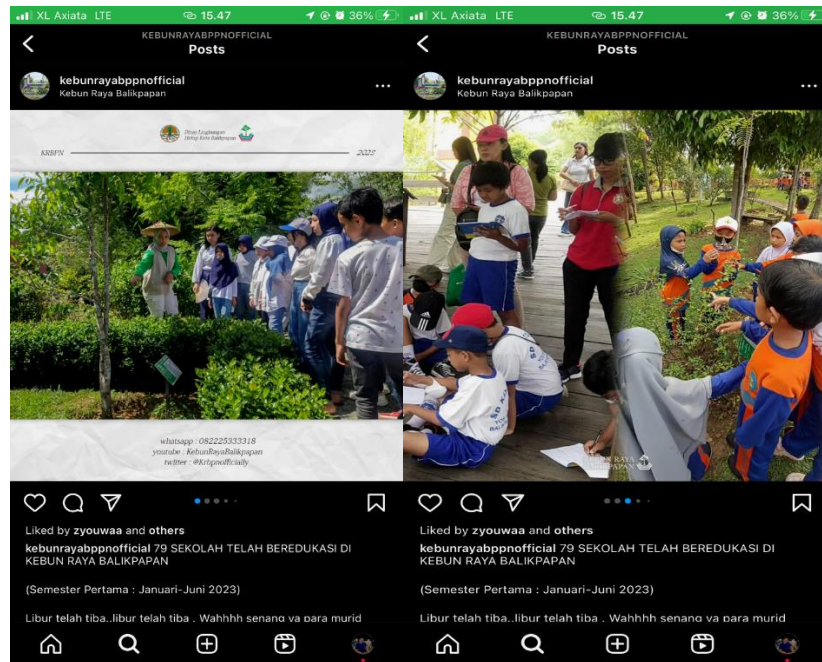 XL Axiata LTE
15.47
36%
KEBUNRAYABPPNOFFICIAL
Posts
kebunrayabppnofficial
Kebun Raya Balikpapan
Dinas Lingkungan
Hidup Kota Balikpapan
KRBPN
2023
whatsapp : 082225333318
youtube : KebunRayaBalikpapan
twitter : @Krbpnofficially
Liked by zyouwaa and others
kebunrayabppnofficial 79 SEKOLAH TELAH BEREDUKASI DI
KEBUN RAYA BALIKPAPAN
(Semester Pertama : Januari-Juni 2023)
Libur telah tiba..libur telah tiba . Wahhhh senang ya para murid
XL Axiata LTE
15.47
36%
KEBUNRAYABPPNOFFICIAL
Posts
kebunrayabppnofficial
Kebun Raya Balikpapan
KEBUN RAYA
BALIKPAPAN
Liked by zyouwaa and others
kebunrayabppnofficial 79 SEKOLAH TELAH BEREDUKASI DI
KEBUN RAYA BALIKPAPAN
(Semester Pertama : Januari-Juni 2023)
Libur telah tiba..libur telah tiba . Wahhhh senang ya para murid